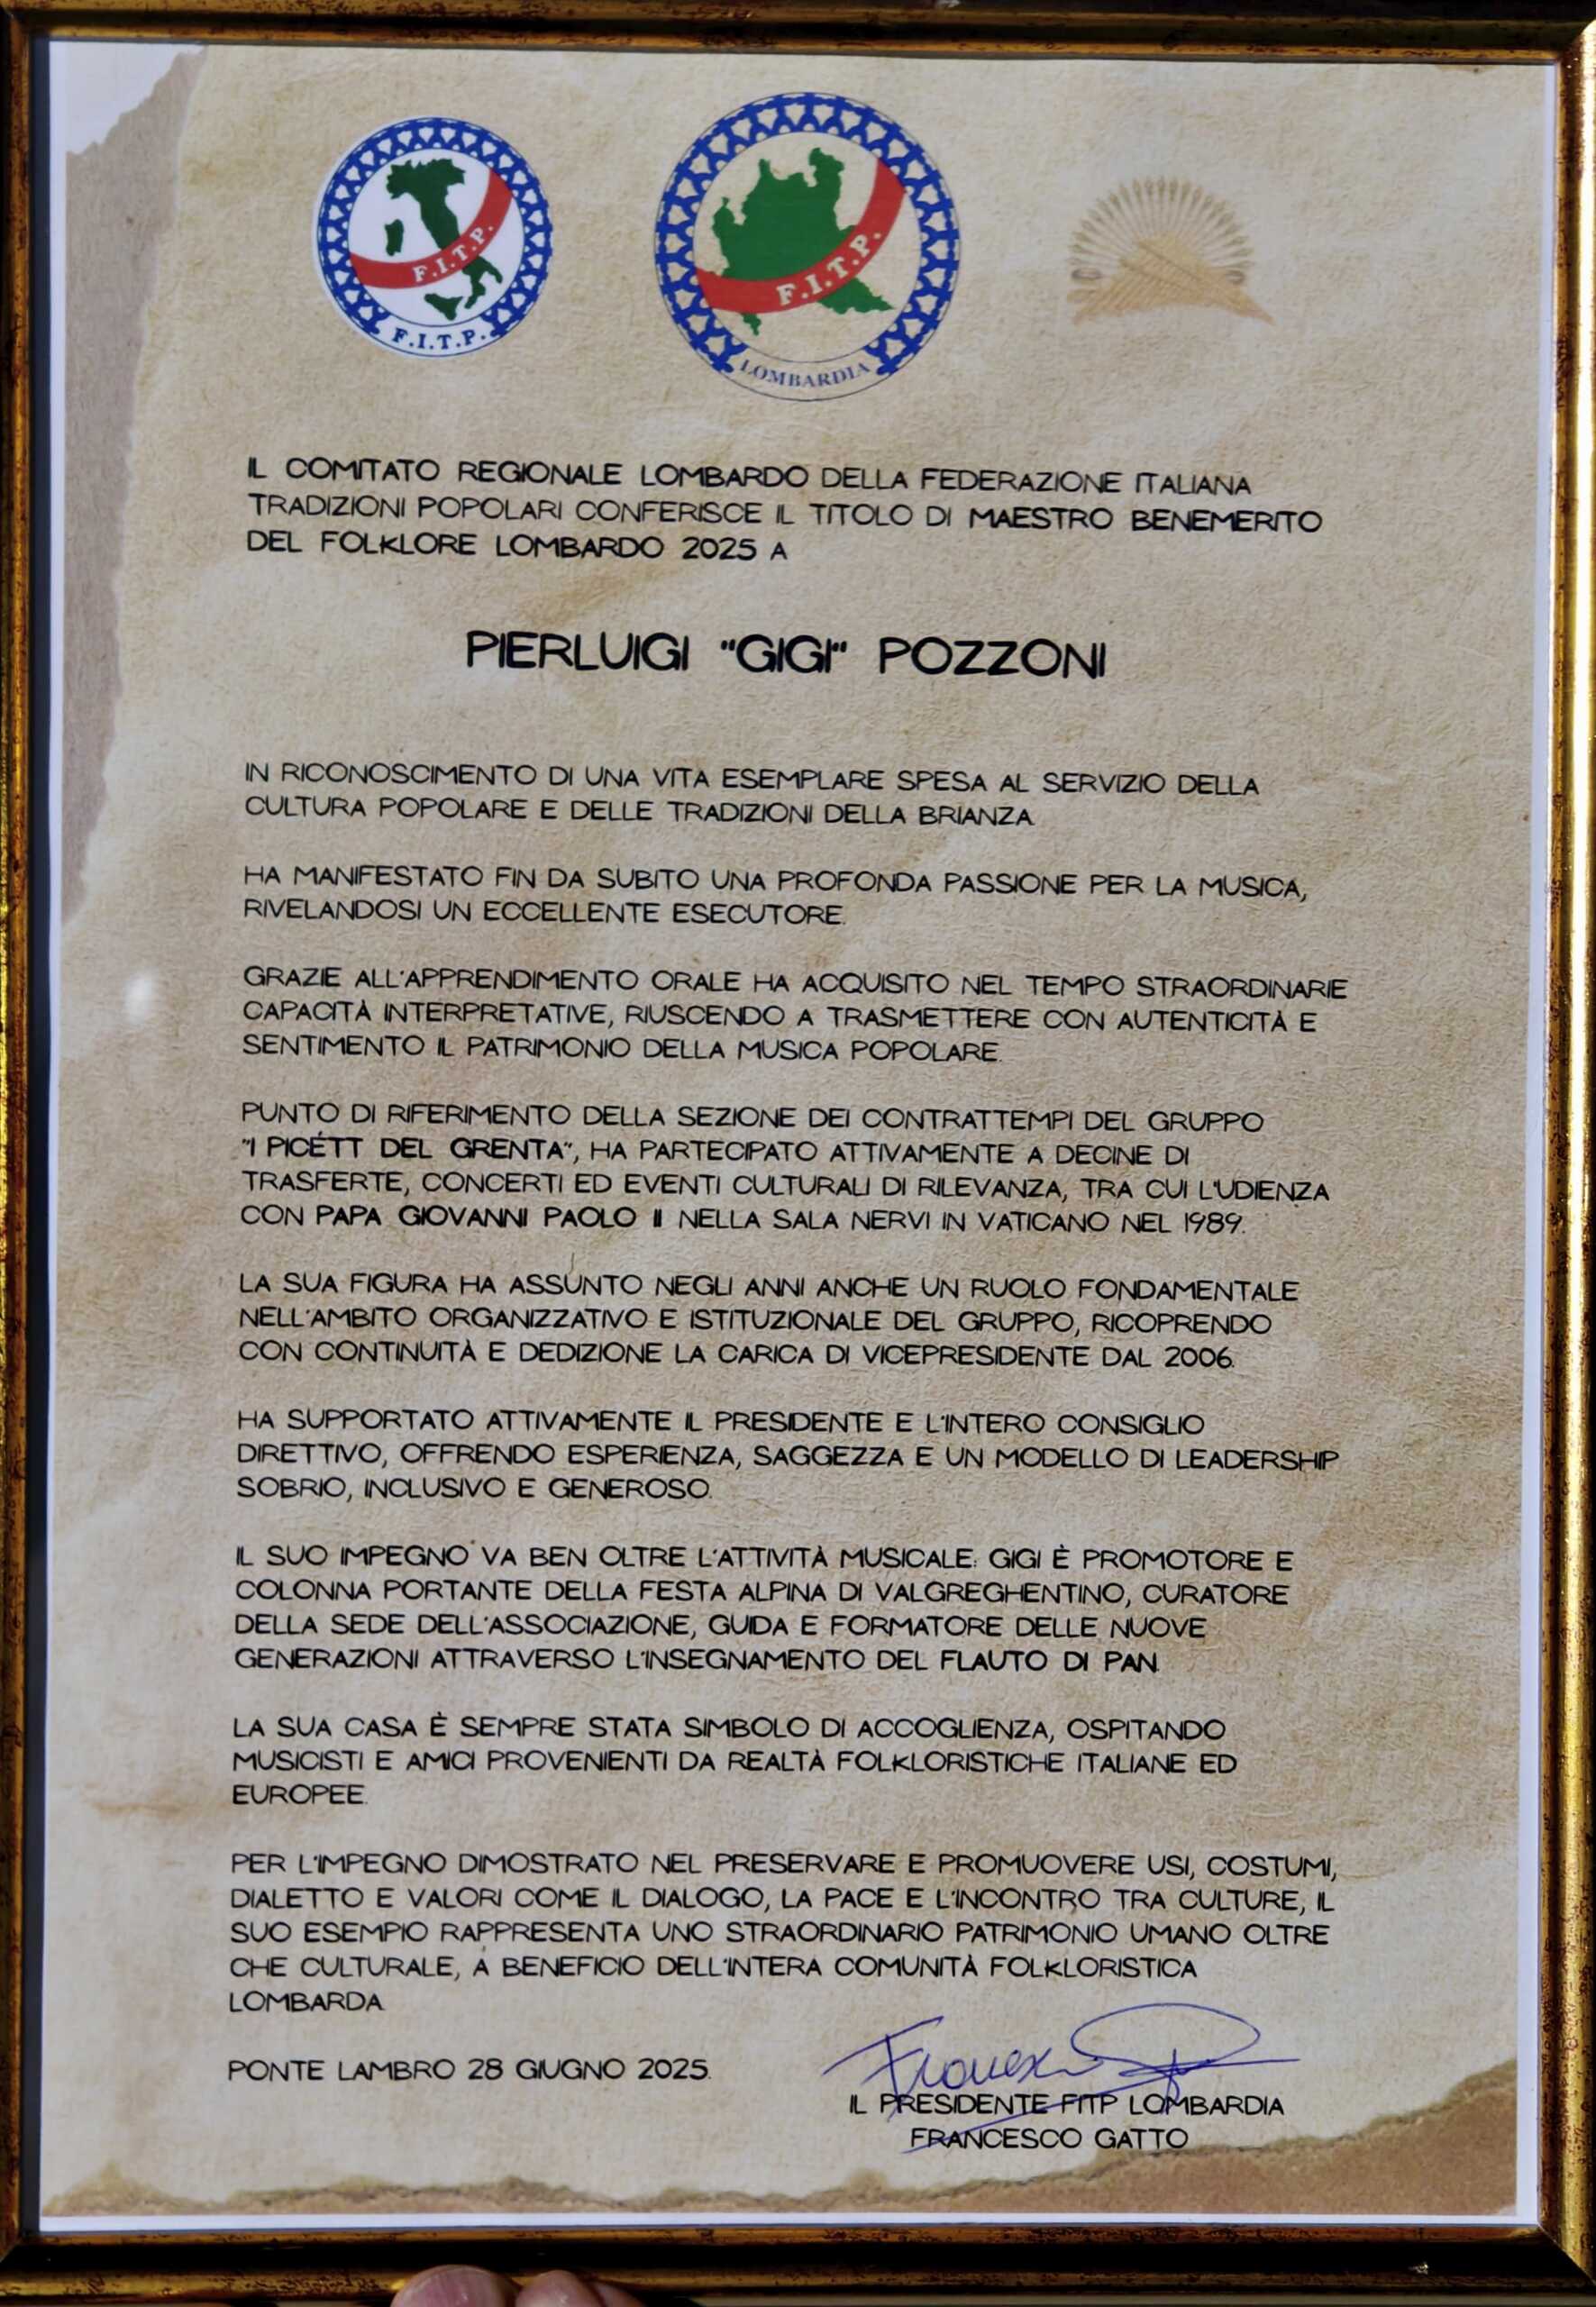 F.I.T.P.
F.I.T.P.
F.I.T.P.
LOMBARDIA
IL COMITATO REGIONALE LOMBARDO DELLA FEDERAZIONE ITALIANA
TRADIZIONI POPOLARI CONFERISCE IL TITOLO DI MAESTRO BENEMERITO
DEL FOLKLORE LOMBARDO 2025 A
PIERLUIGI "GIGI" POZZONI
IN RICONOSCIMENTO DI UNA VITA ESEMPLARE SPESA AL SERVIZIO DELLA
CULTURA POPOLARE E DELLE TRADIZIONI DELLA BRIANZA.
HA MANIFESTATO FIN DA SUBITO UNA PROFONDA PASSIONE PER LA MUSICA,
RIVELANDOSI UN ECCELLENTE ESECUTORE.
GRAZIE ALL'APPRENDIMENTO ORALE HA ACQUISITO NEL TEMPO STRAORDINARIE
CAPACITÀ INTERPRETATIVE, RIUSCENDO A TRASMETTERE CON AUTENTICITÀ E
SENTIMENTO IL PATRIMONIO DELLA MUSICA POPOLARE.
PUNTO DI RIFERIMENTO DELLA SEZIONE DEI CONTRATTEMPI DEL GRUPPO
"I PICÉTT DEL GRENTA", HA PARTECIPATO ATTIVAMENTE A DECINE DI
TRASFERTE, CONCERTI ED EVENTI CULTURALI DI RILEVANZA, TRA CUI L'UDIENZA
CON PAPA GIOVANNI PAOLO II NELLA SALA NERVI IN VATICANO NEL 1989.
LA SUA FIGURA HA ASSUNTO NEGLI ANNI ANCHE UN RUOLO FONDAMENTALE
NELL'AMBITO ORGANIZZATIVO E ISTITUZIONALE DEL GRUPPO, RICOPRENDO
CON CONTINUITÀ E DEDIZIONE LA CARICA DI VICEPRESIDENTE DAL 2006.
HA SUPPORTATO ATTIVAMENTE IL PRESIDENTE E L'INTERO CONSIGLIO
DIRETTIVO, OFFRENDO ESPERIENZA, SAGGEZZA E UN MODELLO DI LEADERSHIP
SOBRIO, INCLUSIVO E GENEROSO.
IL SUO IMPEGNO VA BEN OLTRE L'ATTIVITÀ MUSICALE: GIGI È PROMOTORE E
COLONNA PORTANTE DELLA FESTA ALPINA DI VALGREGHENTINO, CURATORE
DELLA SEDE DELL'ASSOCIAZIONE, GUIDA E FORMATORE DELLE NUOVE
GENERAZIONI ATTRAVERSO L'INSEGNAMENTO DEL FLAUTO DI PAN.
LA SUA CASA È SEMPRE STATA SIMBOLO DI ACCOGLIENZA, OSPITANDO
MUSICISTI E AMICI PROVENIENTI DA REALTÀ FOLKLORISTICHE ITALIANE ED
EUROPEE.
PER L'IMPEGNO DIMOSTRATO NEL PRESERVARE E PROMUOVERE USI, COSTUMI,
DIALETTO E VALORI COME IL DIALOGO, LA PACE E L'INCONTRO TRA CULTURE, IL
SUO ESEMPIO RAPPRESENTA UNO STRAORDINARIO PATRIMONIO UMANO OLTRE
CHE CULTURALE, A BENEFICIO DELL'INTERA COMUNITÀ FOLKLORISTICA
LOMBARDA.
PONTE LAMBRO 28 GIUGNO 2025.
IL PRESIDENTE FITP LOMBARDIA
FRANCESCO GATTO